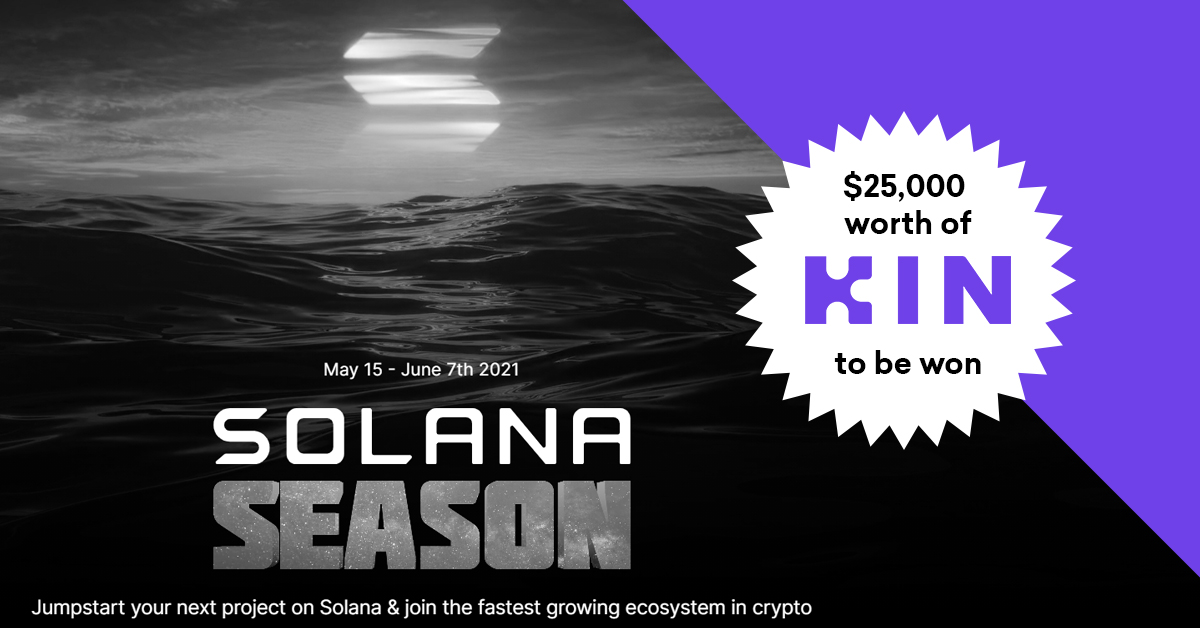 $25,000
worth of
KIN
to be won
May 15 - June 7th 2021
SOLANA
SEASON
Jumpstart your next project on Solana & join the fastest growing ecosystem in crypto